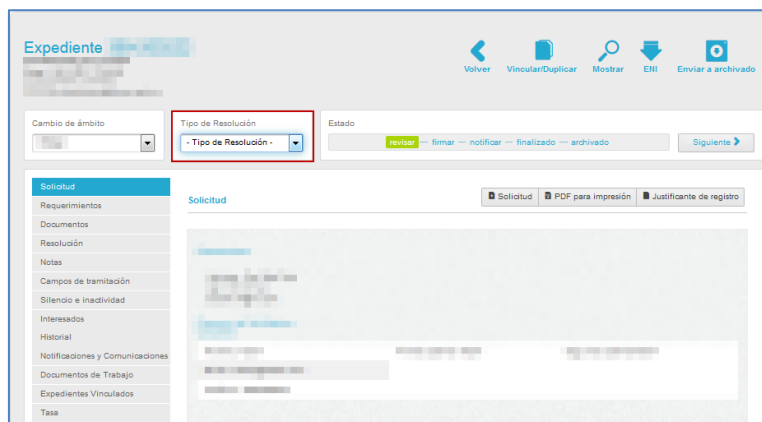 Expediente
Volver Vincular/Duplicar Mostrar ENI Enviar a archivado
Cambio de ámbito Tipo de Resolución Estado
- Tipo de Resolución - revisar — firmar — notificar — finalizado — archivado Siguiente
Solicitud
Solicitud Solicitud PDF para impresión Justificante de registro
Requerimientos
Documentos
Resolución
Notas
Campos de tramitación
Silencio e inactividad
Interesados
Historial
Notificaciones y Comunicaciones
Documentos de Trabajo
Expedientes Vinculados
Tasa